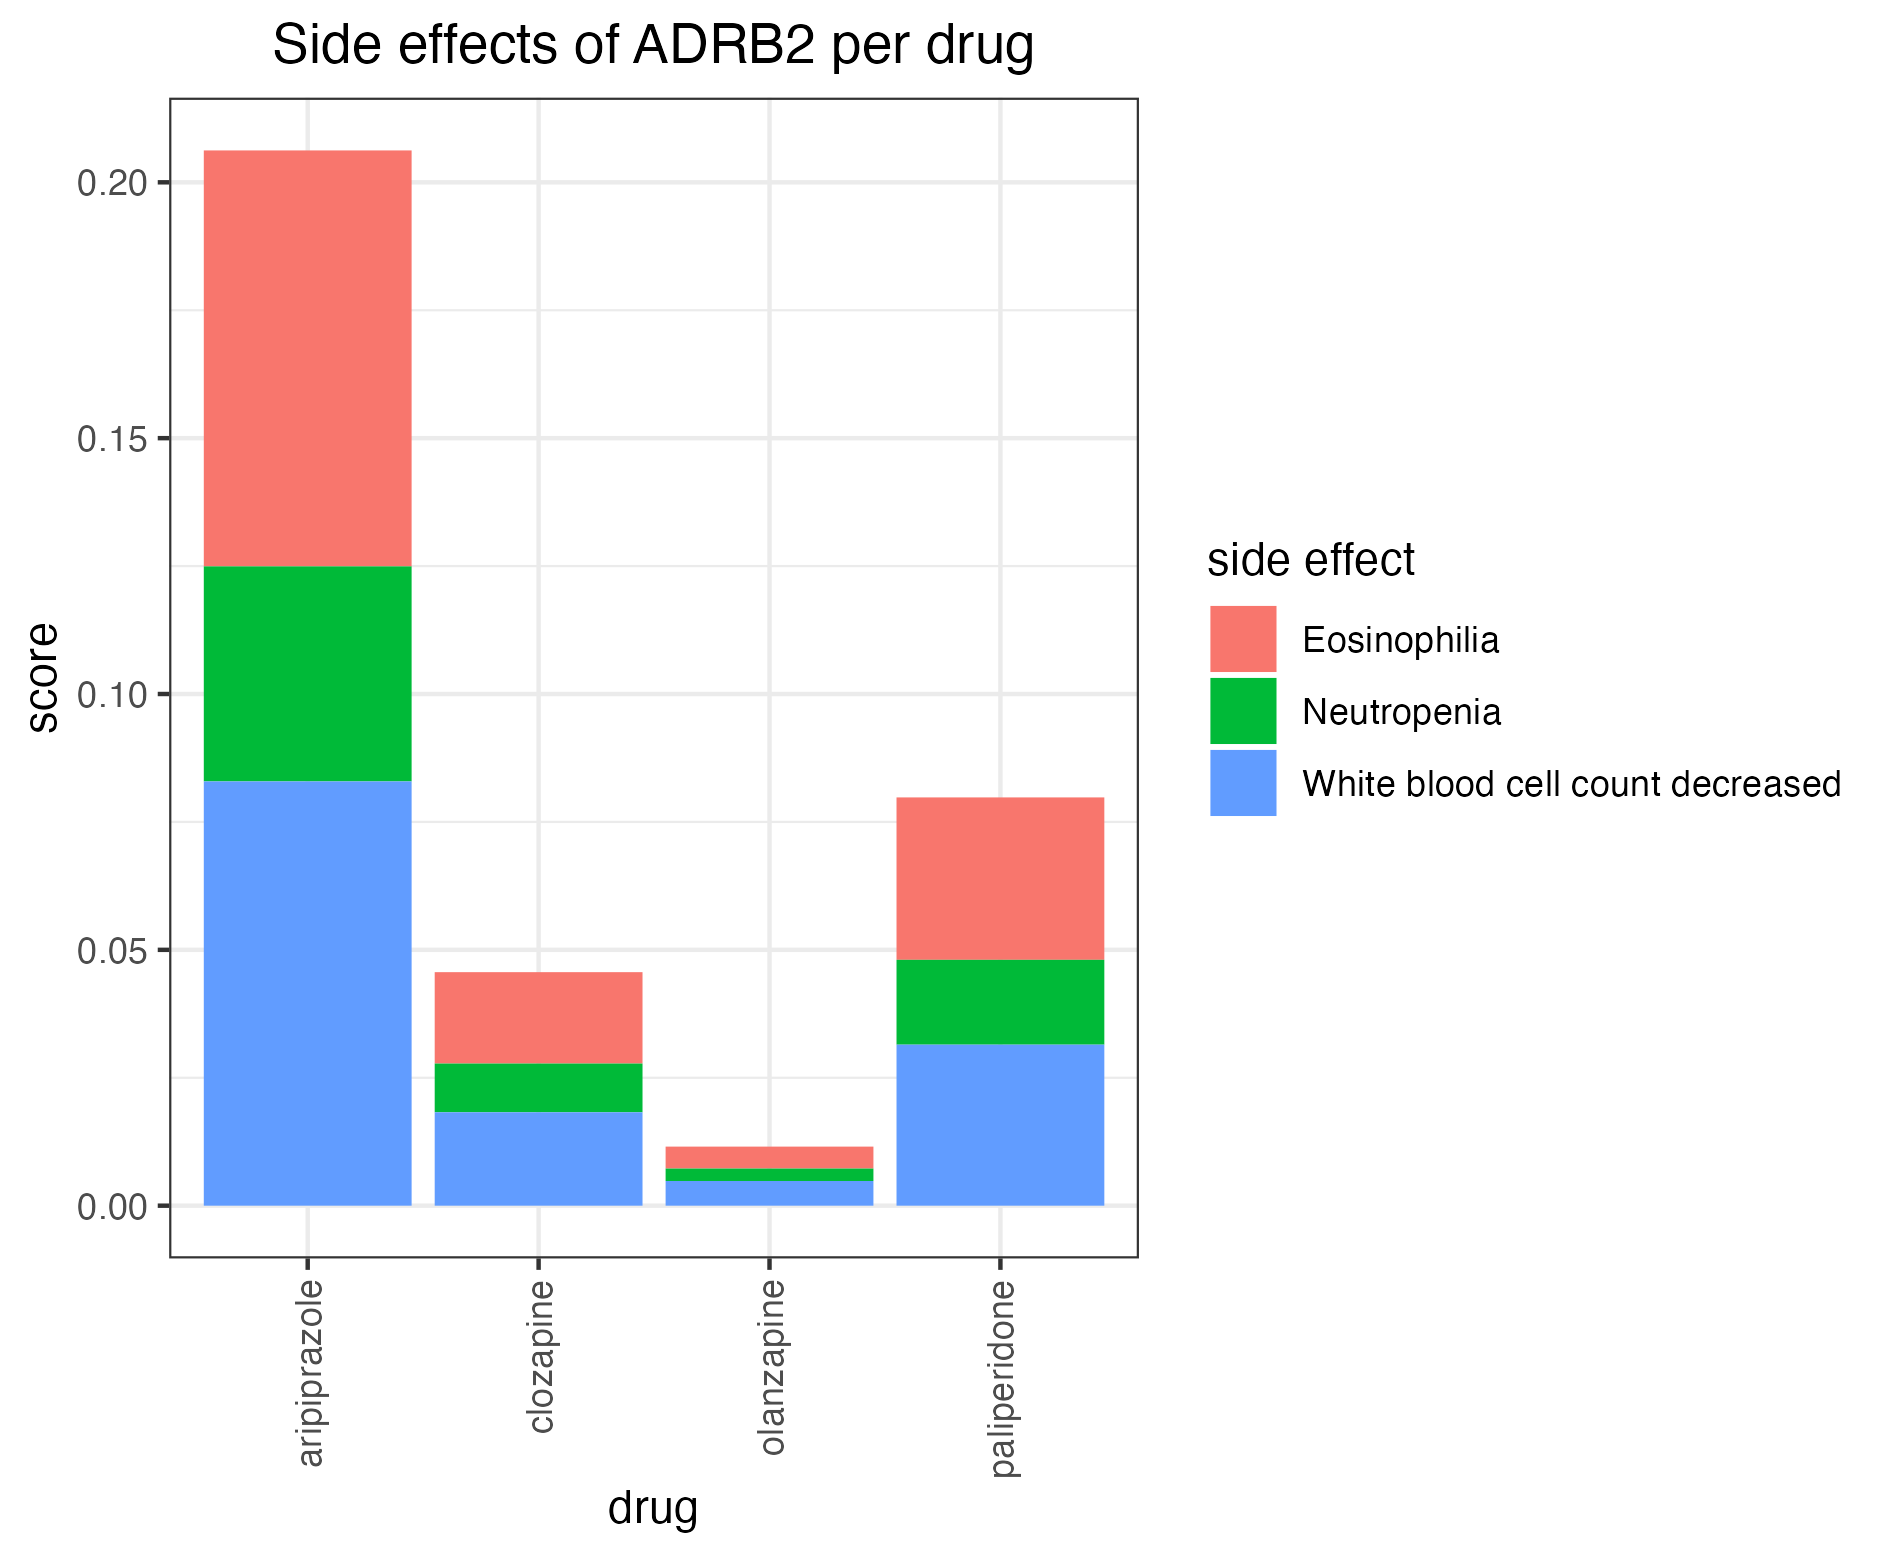 Side effects of ADRB2 per drug
score
0.20
0.15
0.10
0.05
0.00
aripiprazole
clozapine
olanzapine
paliperidone
drug
side effect
Eosinophilia
Neutropenia
White blood cell count decreased